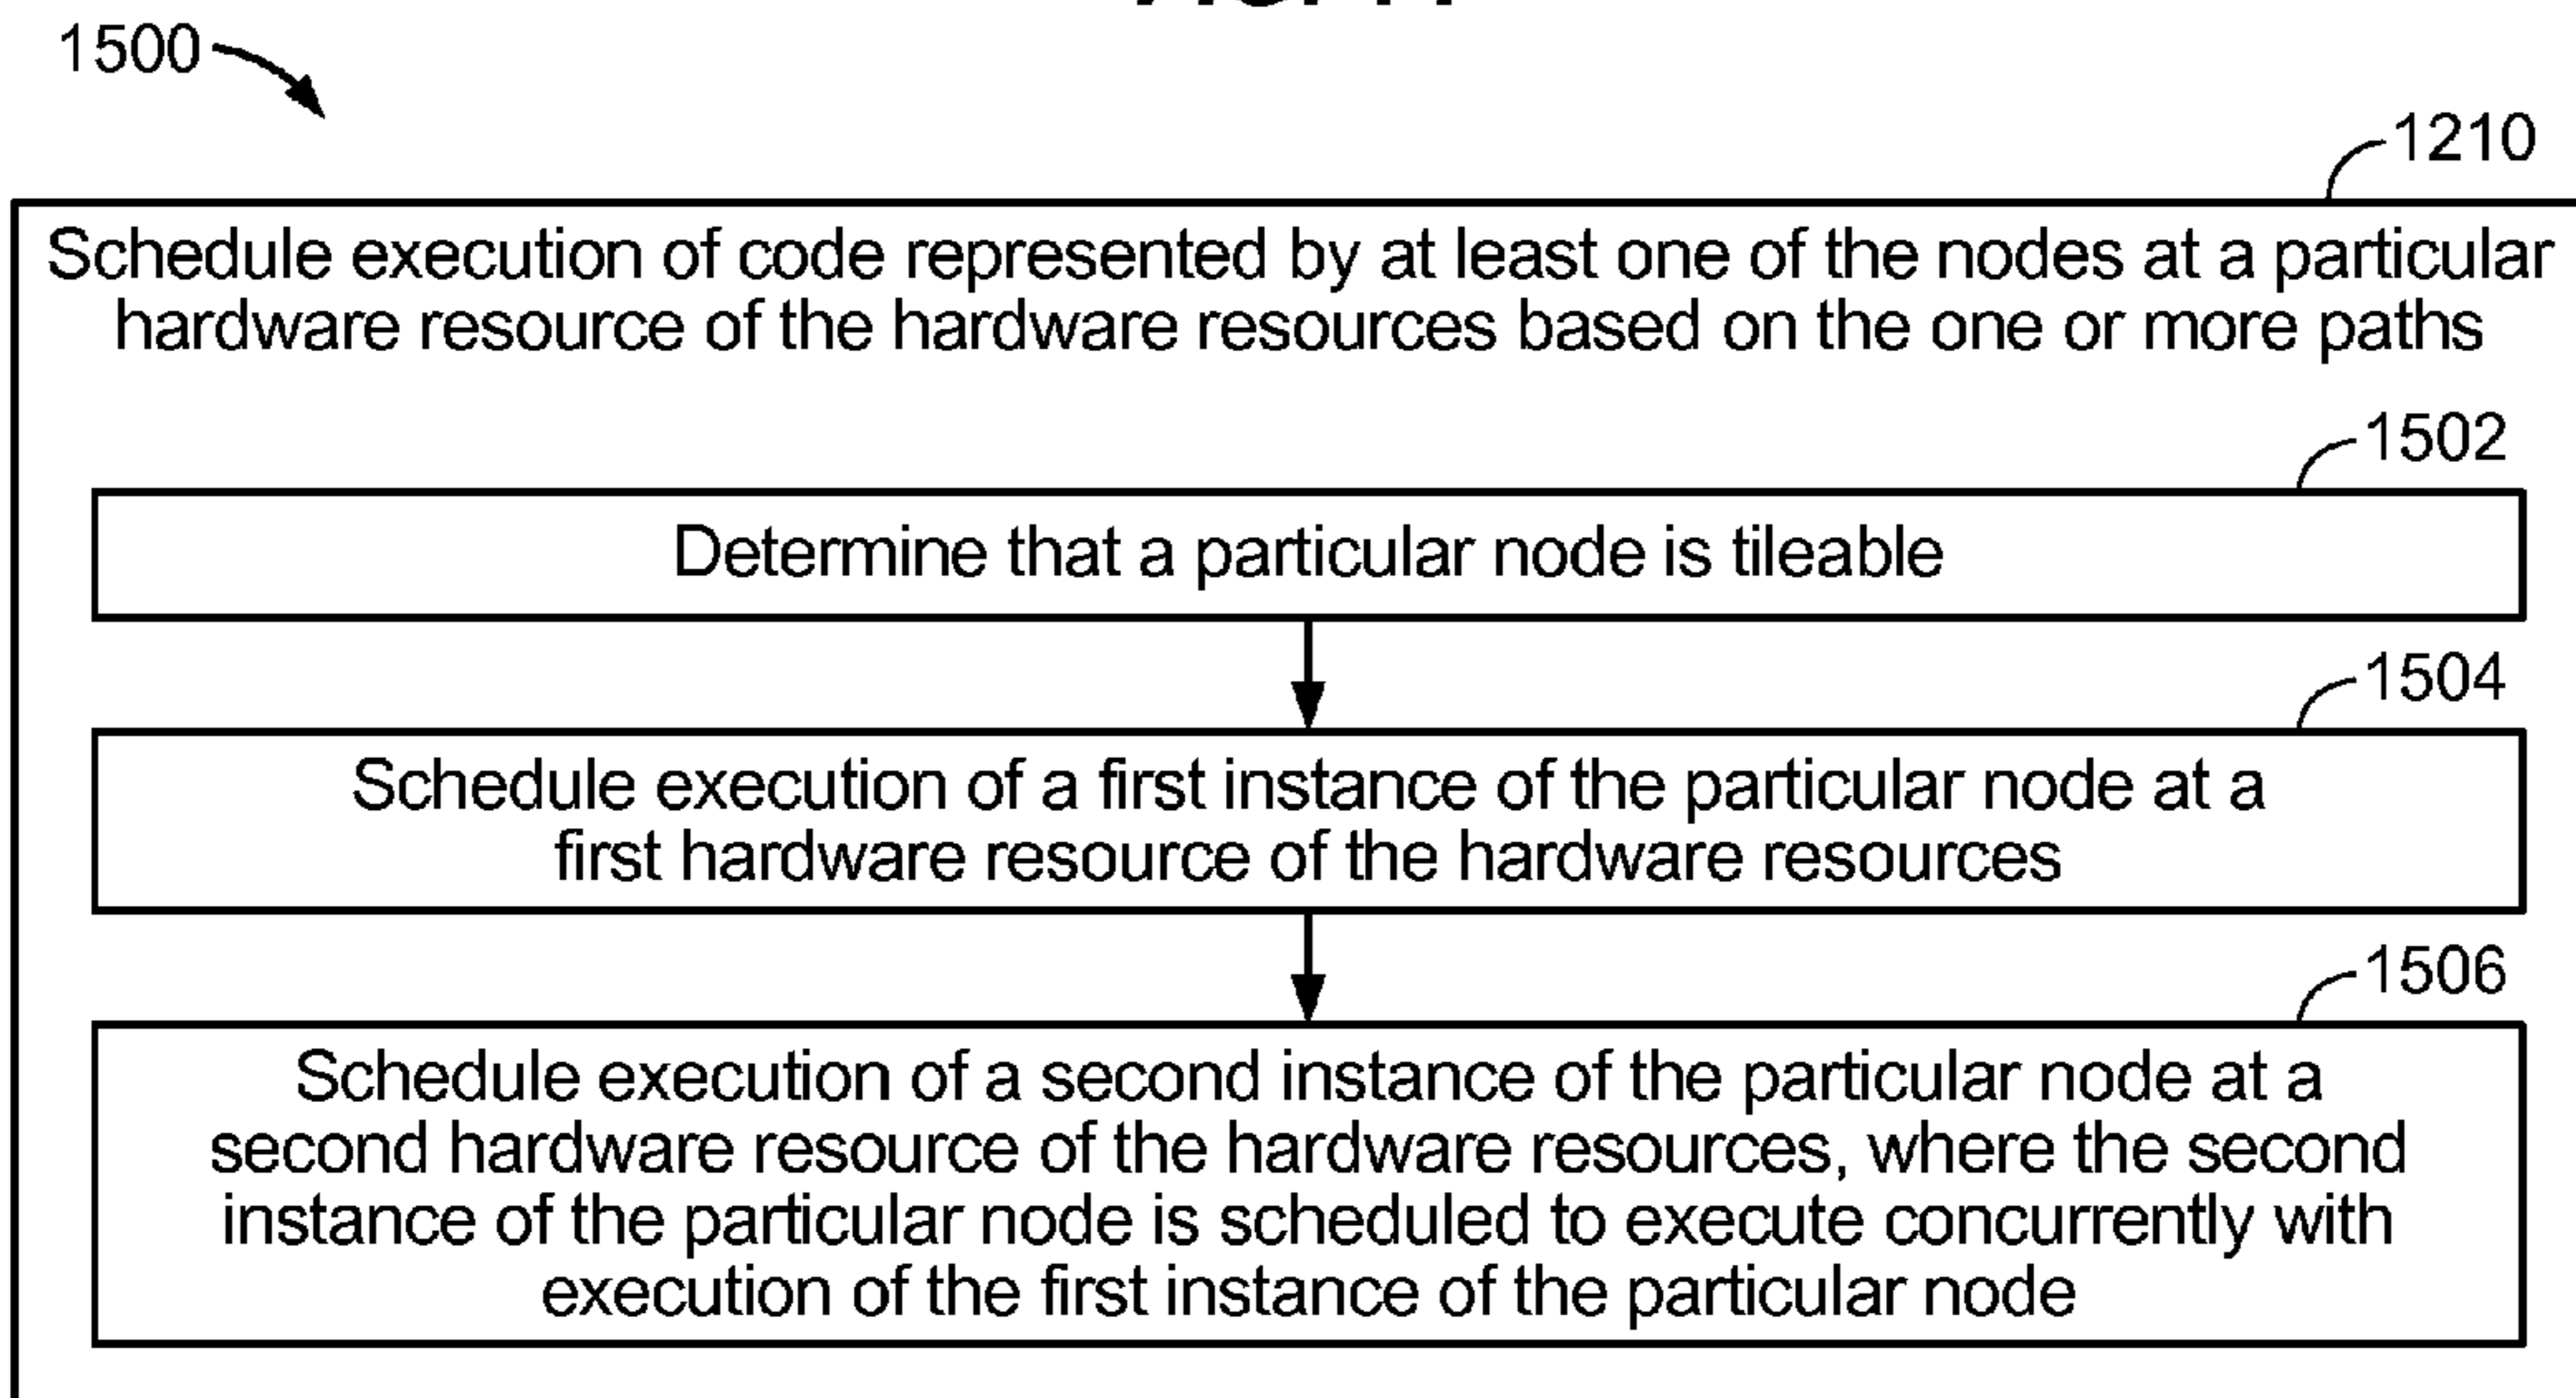 1500
1210
Schedule execution of code represented by at least one of the nodes at a particular
hardware resource of the hardware resources based on the one or more paths
1502
Determine that a particular node is tileable
1504
Schedule execution of a first instance of the particular node at a
first hardware resource of the hardware resources
1506
Schedule execution of a second instance of the particular node at a
second hardware resource of the hardware resources, where the second
instance of the particular node is scheduled to execute concurrently with
execution of the first instance of the particular node